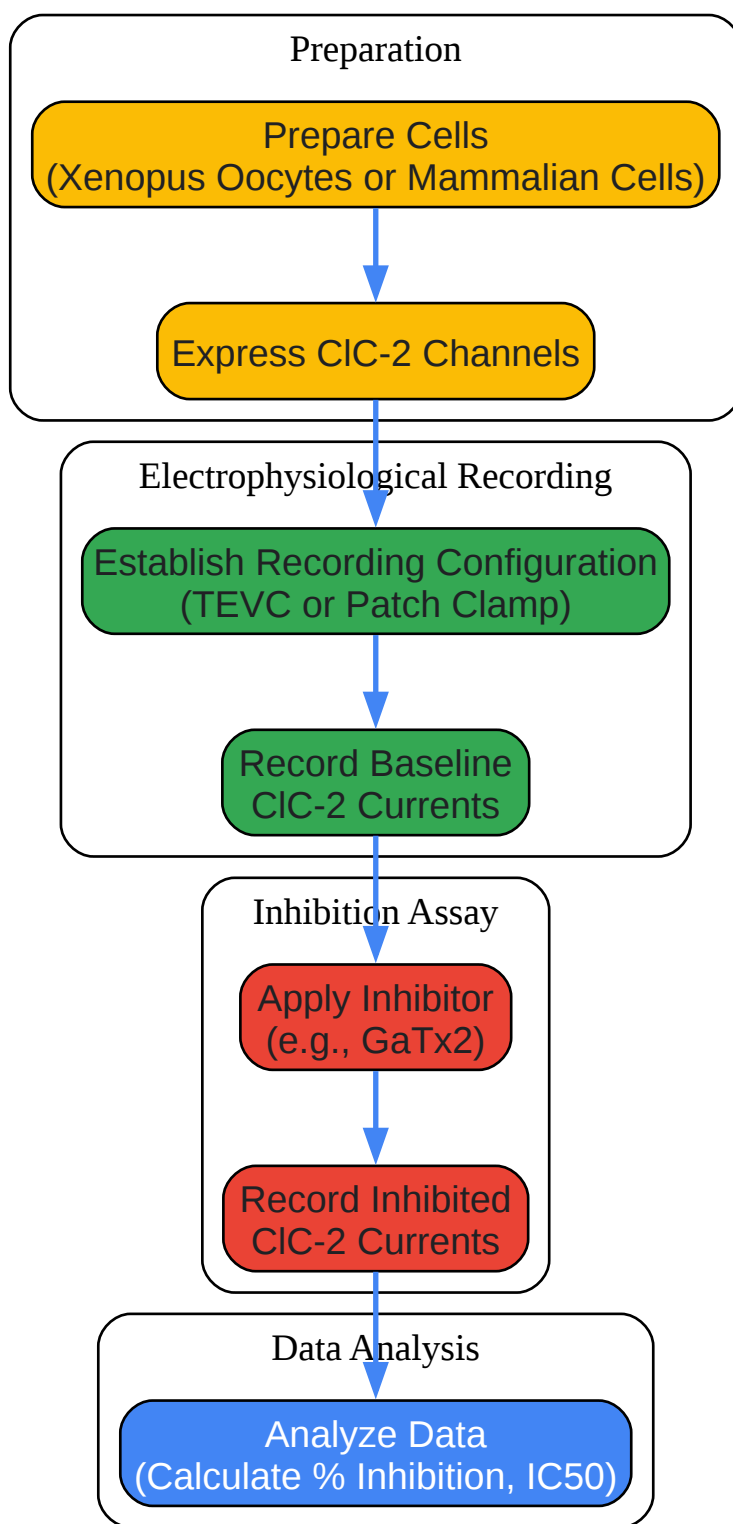 Preparation
Prepare Cells
(Xenopus Oocytes or Mammalian Cells)
Express ClC-2 Channels
Electrophysiological Recording
Establish Recording Configuration
(TEVC or Patch Clamp)
Record Baseline
ClC-2 Currents
Inhibition Assay
Apply Inhibitor
(e.g., GaTx2)
Record Inhibited
ClC-2 Currents
Data Analysis
Analyze Data
(Calculate % Inhibition, IC50)